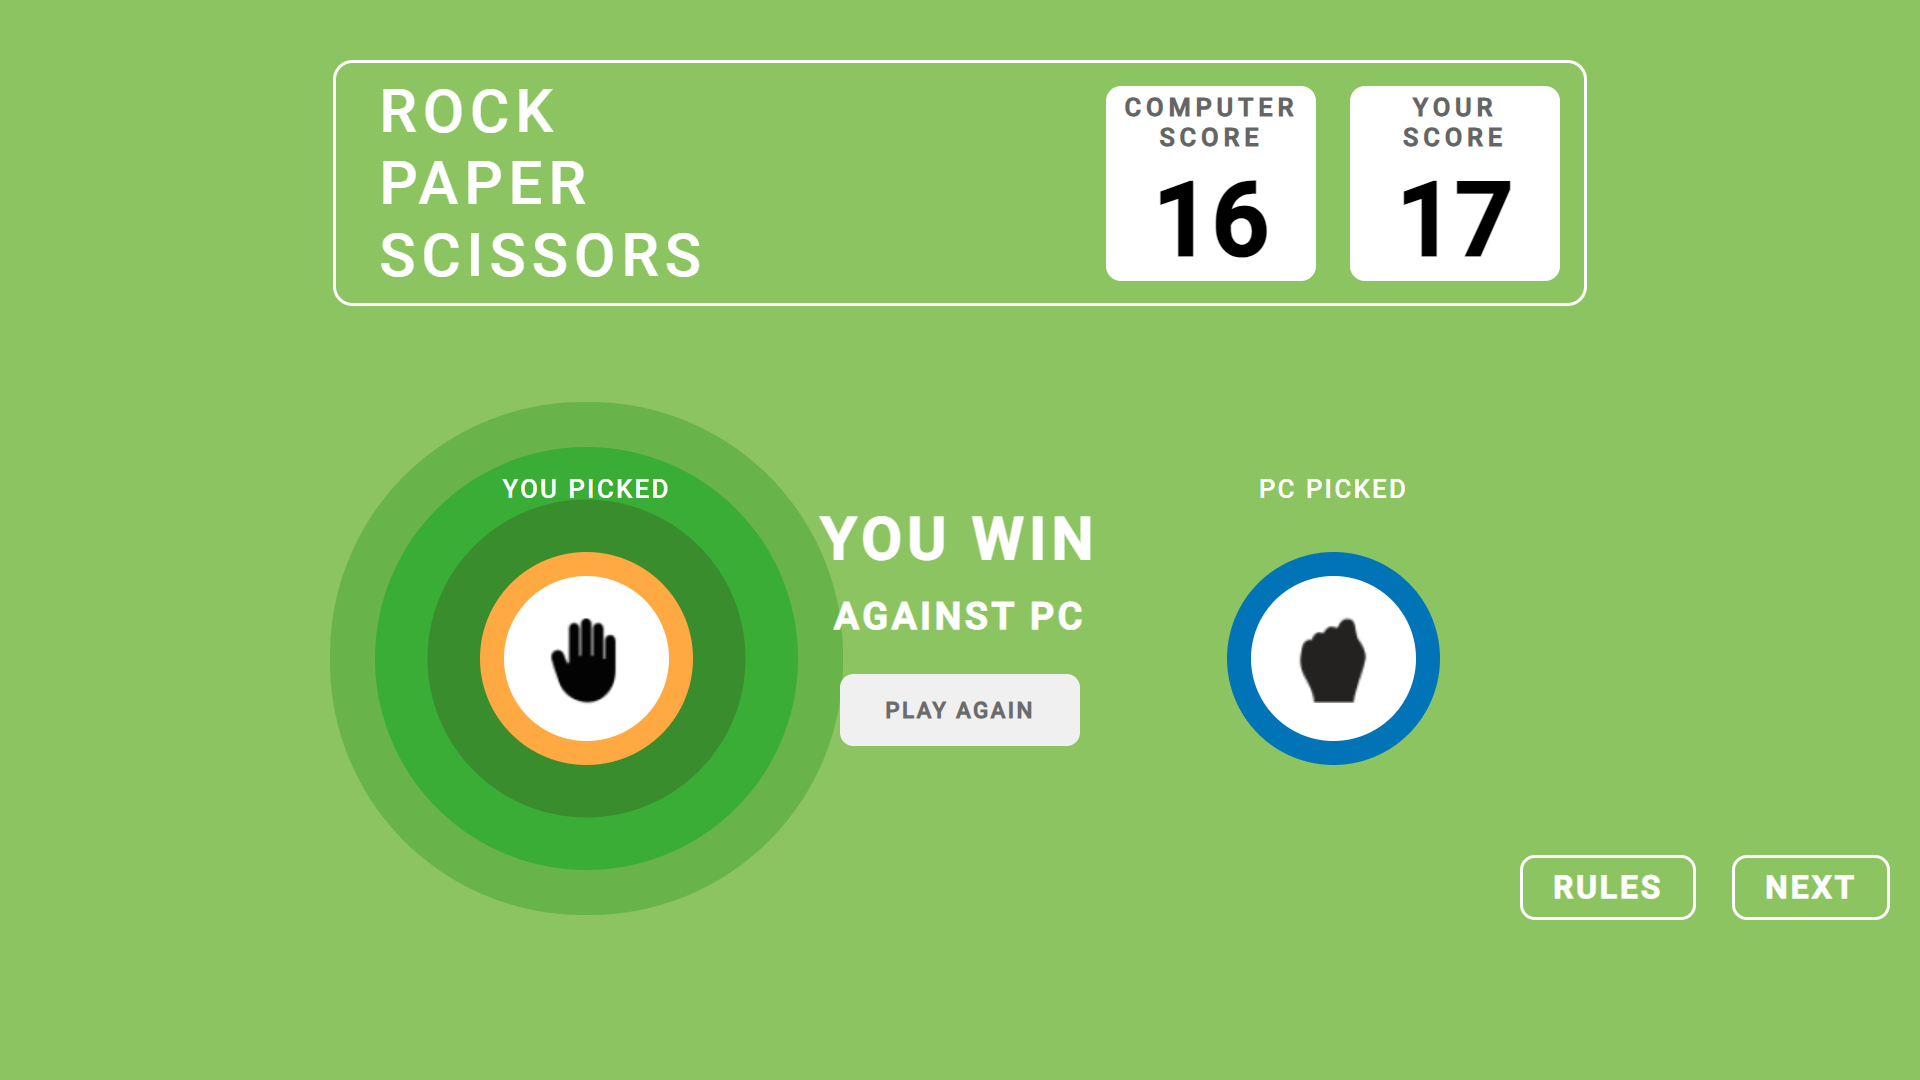 ROCK
PAPER
SCISSORS
COMPUTER
SCORE
16
YOUR
SCORE
17
YOU PICKED
YOU WIN
AGAINST PC
PLAY AGAIN
PC PICKED
RULES
NEXT